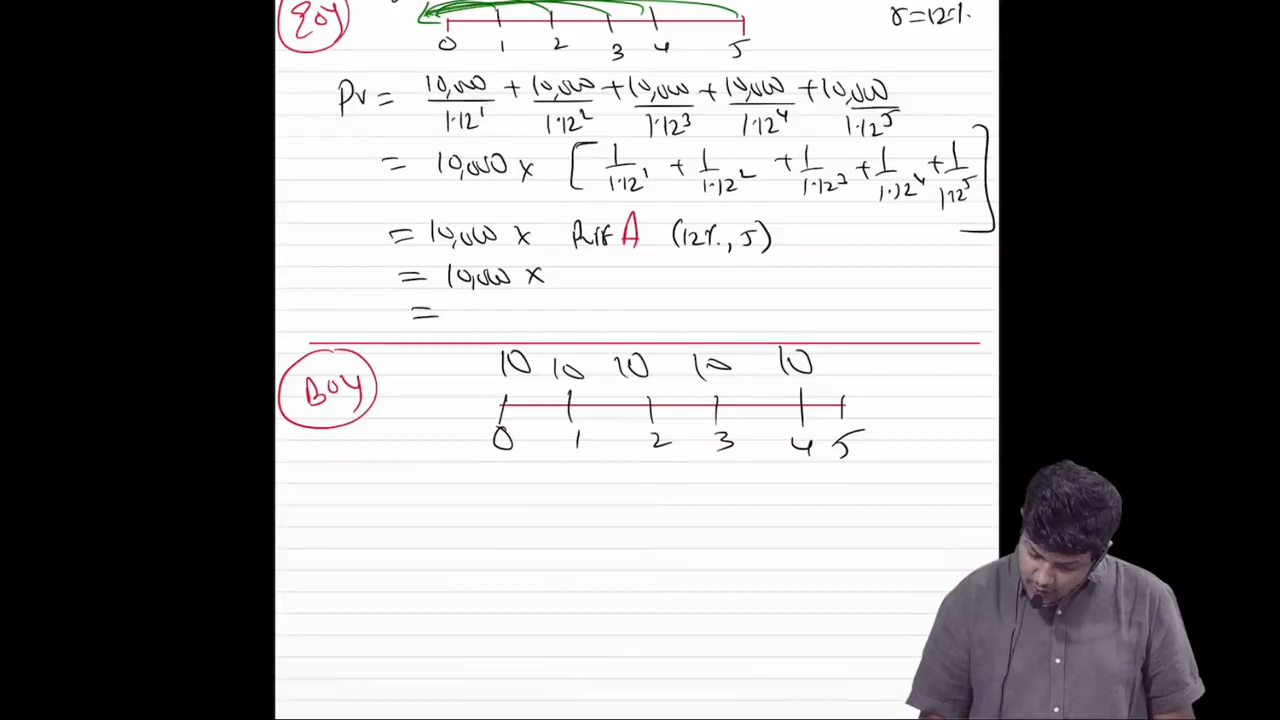 EOY
r = 12%
0 1 2 3 4 5
PV = 10,000/1.12¹ + 10,000/1.12² + 10,000/1.12³ + 10,000/1.12⁴ + 10,000/1.12⁵
= 10,000 × [ 1/1.12¹ + 1/1.12² + 1/1.12³ + 1/1.12⁴ + 1/1.12⁵ ]
= 10,000 × PVIFA (12%, 5)
= 10,000 ×
=
BOY
10 10 10 10 10
0 1 2 3 4 5